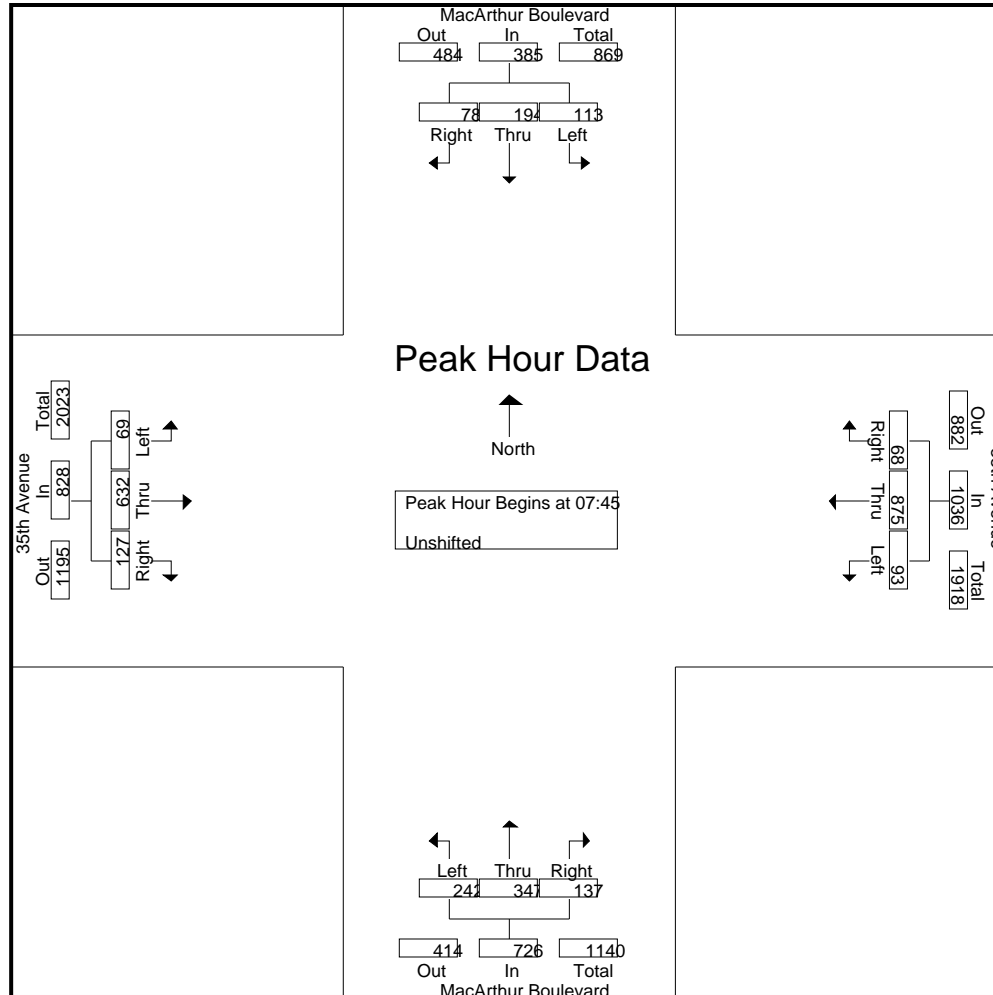 MacArthur Boulevard
Out In Total
484 385 869
78 194 113
Right Thru Left
Peak Hour Data
North
Peak Hour Begins at 07:45
Unshifted
35th Avenue
Total In Out
2023 828 1195
69 632 127
Left Thru Right
Out In Total
882 1036 1918
68 875 93
Right Thru Left
Left Thru Right
242 347 137
414 726 1140
Out In Total
MacArthur Boulevard